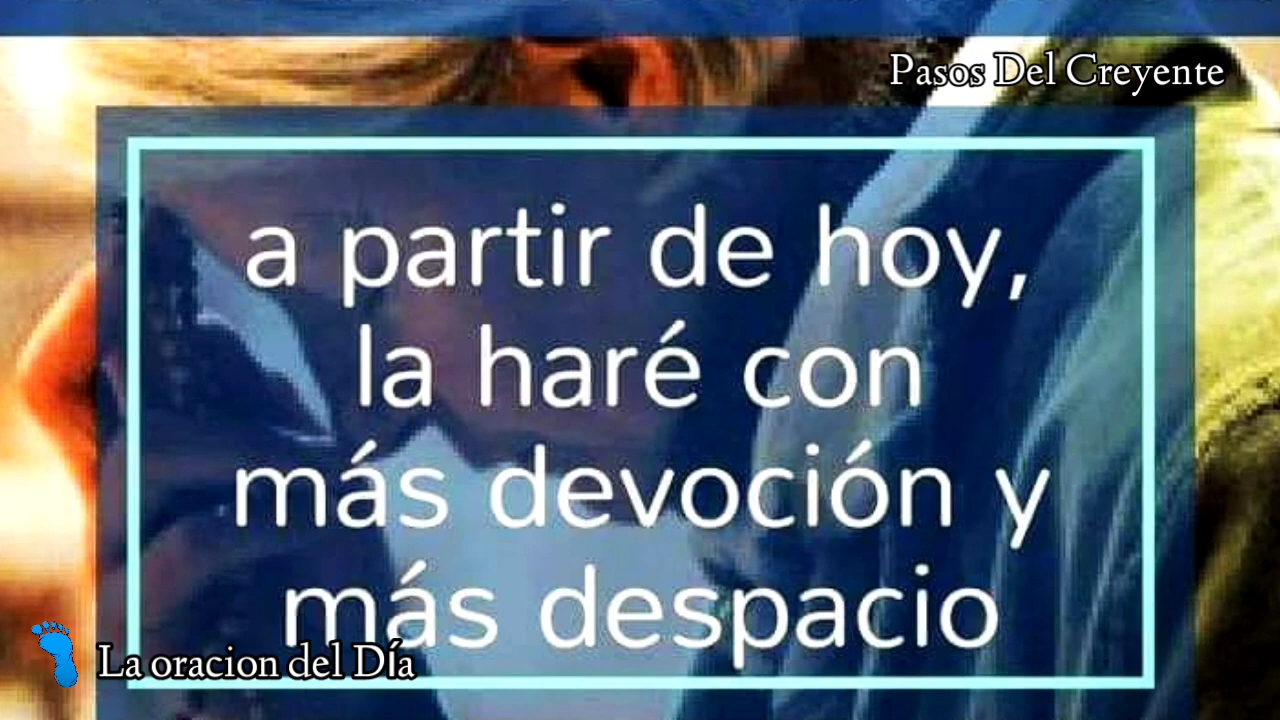 Pasos Del Creyente
a partir de hoy,
la haré con
más devoción y
más despacio
La oracion del Día